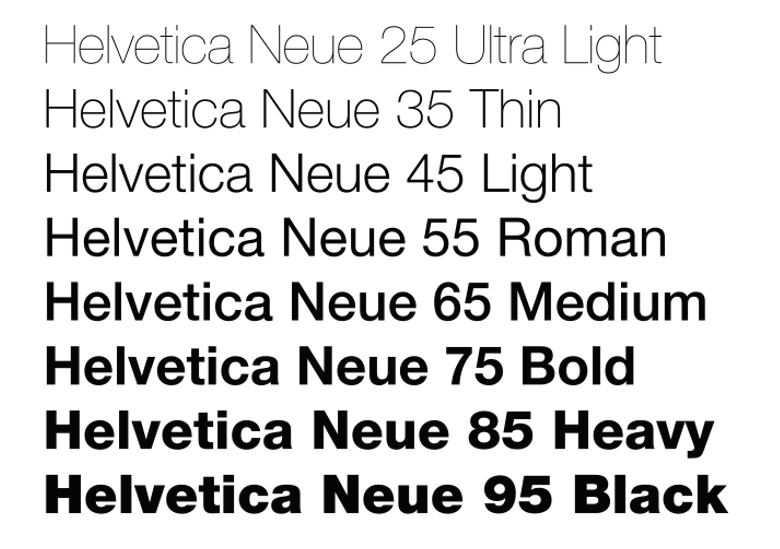 Helvetica Neue 25 Ultra Light
Helvetica Neue 35 Thin
Helvetica Neue 45 Light
Helvetica Neue 55 Roman
Helvetica Neue 65 Medium
Helvetica Neue 75 Bold
Helvetica Neue 85 Heavy
Helvetica Neue 95 Black